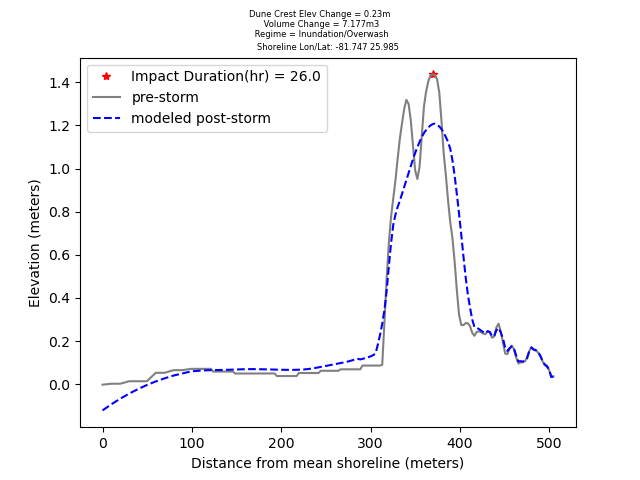 Dune Crest Elev Change = 0.23m
Volume Change = 7.177m3
Regime = Inundation/Overwash
Shoreline Lon/Lat: -81.747 25.985
Impact Duration(hr) = 26.0
pre-storm
modeled post-storm
Elevation (meters)
1.4
1.2
1.0
0.8
0.6
0.4
0.2
0.0
0 100 200 300 400 500
Distance from mean shoreline (meters)